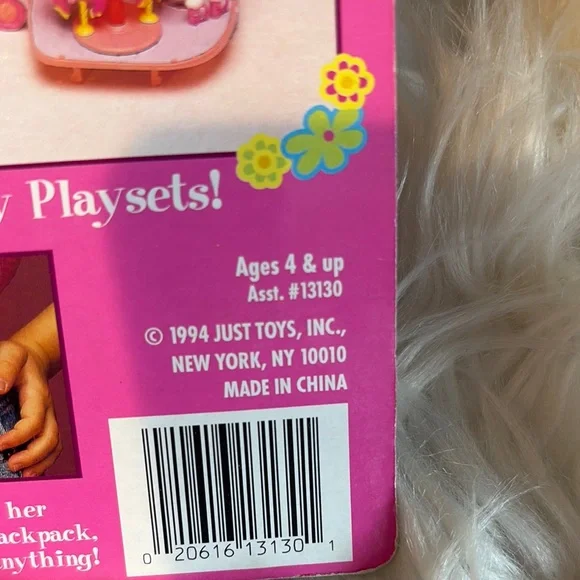 y Playsets!
Ages 4 & up
Asst. #13130
© 1994 JUST TOYS, INC.,
NEW YORK, NY 10010
MADE IN CHINA
her
ackpack,
nything!
0 20616 13130 1